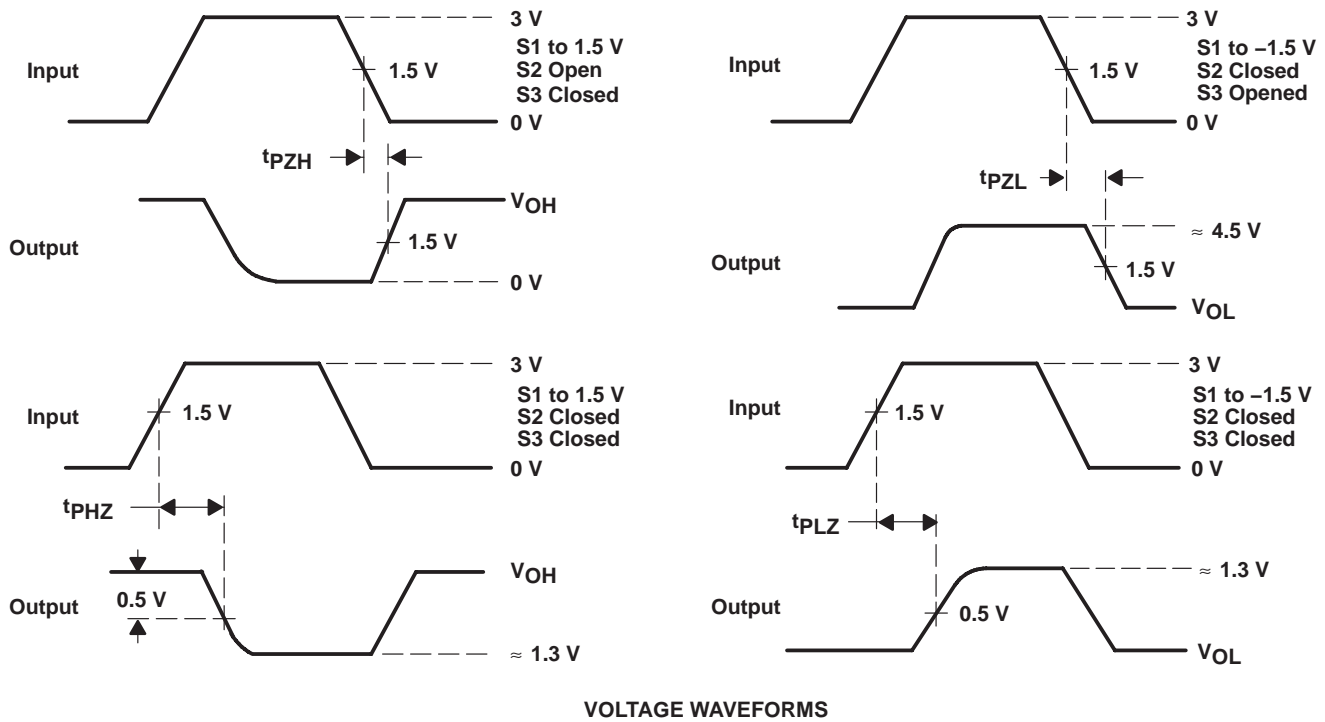 3 V
S1 to 1.5 V
Input
1.5 V
S2 Open
S3 Closed
0 V
tPZH
VOH
Output
1.5 V
0 V
3 V
S1 to −1.5 V
Input
1.5 V
S2 Closed
S3 Opened
0 V
tPZL
≈ 4.5 V
Output
1.5 V
VOL
3 V
S1 to 1.5 V
Input
1.5 V
S2 Closed
S3 Closed
0 V
tPHZ
VOH
0.5 V
Output
≈ 1.3 V
3 V
S1 to −1.5 V
Input
1.5 V
S2 Closed
S3 Closed
0 V
tPLZ
≈ 1.3 V
Output
0.5 V
VOL
VOLTAGE WAVEFORMS